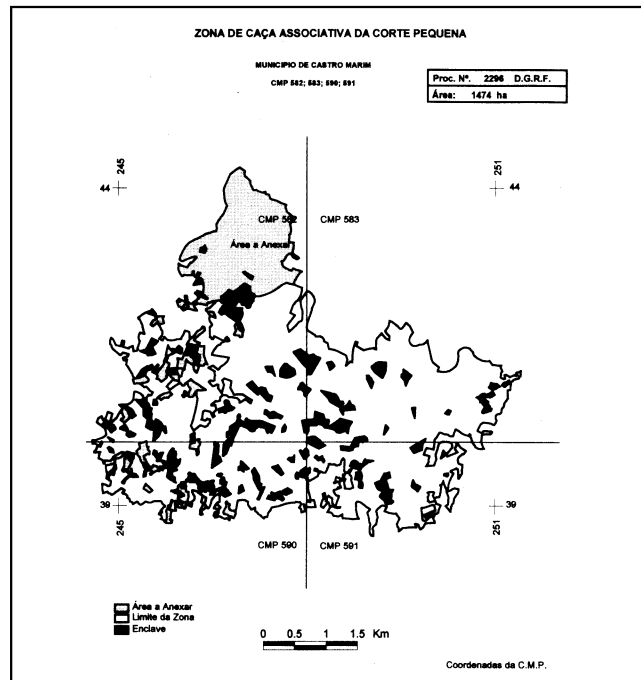 ZONA DE CAÇA ASSOCIATIVA DA CORTE PEQUENA
MUNICIPIO DE CASTRO MARIM
CMP 582; 583; 590; 591
Proc. Nº. 2296 D.G.R.F.
Área: 1474 ha
245
251
44
44
CMP 582
CMP 583
Área a Anexar
39
39
245
251
CMP 590
CMP 591
Área a Anexar
Limite da Zona
Enclave
0 0.5 1 1.5 Km
Coordenadas da C.M.P.